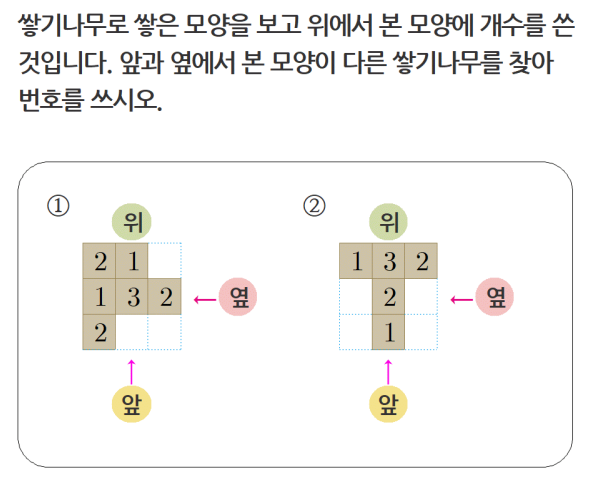 쌓기나무로 쌓은 모양을 보고 위에서 본 모양에 개수를 쓴
것입니다. 앞과 옆에서 본 모양이 다른 쌓기나무를 찾아
번호를 쓰시오.
① ②
위 위
2 1 1 3 2
1 3 2 옆 2 옆
2 1
앞 앞